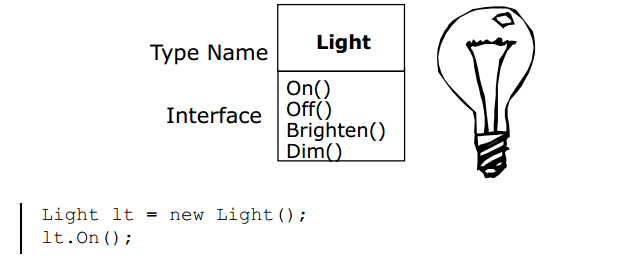 Type Name
Light
Interface
On()
Off()
Brighten()
Dim()
Light lt = new Light();
lt.On();